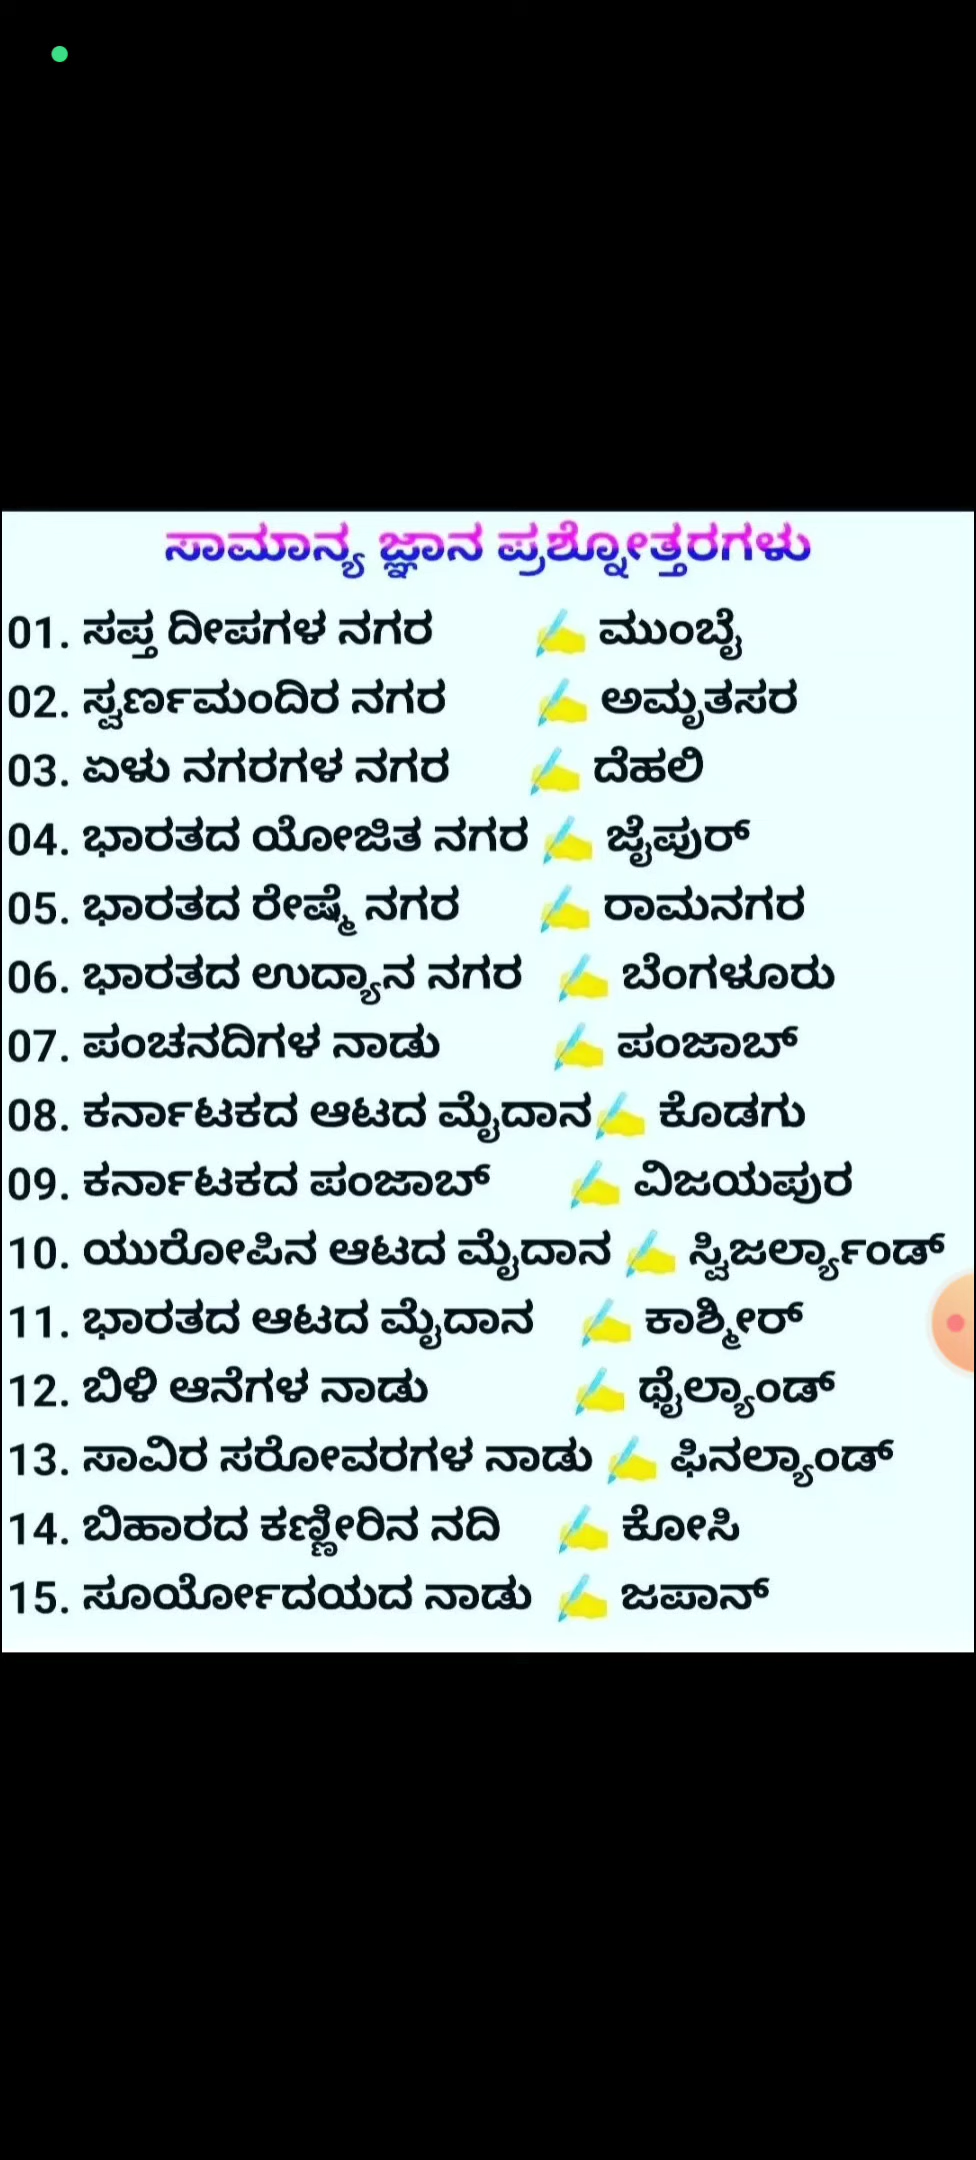 ಸಾಮಾನ್ಯ ಜ್ಞಾನ ಪ್ರಶ್ನೋತ್ತರಗಳು
01. ಸಪ್ತ ದೀಪಗಳ ನಗರ ✍ ಮುಂಬೈ
02. ಸ್ವರ್ಣಮಂದಿರ ನಗರ ✍ ಅಮೃತಸರ
03. ಏಳು ನಗರಗಳ ನಗರ ✍ ದೆಹಲಿ
04. ಭಾರತದ ಯೋಜಿತ ನಗರ ✍ ಜೈಪುರ್
05. ಭಾರತದ ರೇಷ್ಮೆ ನಗರ ✍ ರಾಮನಗರ
06. ಭಾರತದ ಉದ್ಯಾನ ನಗರ ✍ ಬೆಂಗಳೂರು
07. ಪಂಚನದಿಗಳ ನಾಡು ✍ ಪಂಜಾಬ್
08. ಕರ್ನಾಟಕದ ಆಟದ ಮೈದಾನ ✍ ಕೊಡಗು
09. ಕರ್ನಾಟಕದ ಪಂಜಾಬ್ ✍ ವಿಜಯಪುರ
10. ಯುರೋಪಿನ ಆಟದ ಮೈದಾನ ✍ ಸ್ವಿಜರ್ಲ್ಯಾಂಡ್
11. ಭಾರತದ ಆಟದ ಮೈದಾನ ✍ ಕಾಶ್ಮೀರ್
12. ಬಿಳಿ ಆನೆಗಳ ನಾಡು ✍ ಥೈಲ್ಯಾಂಡ್
13. ಸಾವಿರ ಸರೋವರಗಳ ನಾಡು ✍ ಫಿನಲ್ಯಾಂಡ್
14. ಬಿಹಾರದ ಕಣ್ಣೀರಿನ ನದಿ ✍ ಕೋಸಿ
15. ಸೂರ್ಯೋದಯದ ನಾಡು ✍ ಜಪಾನ್